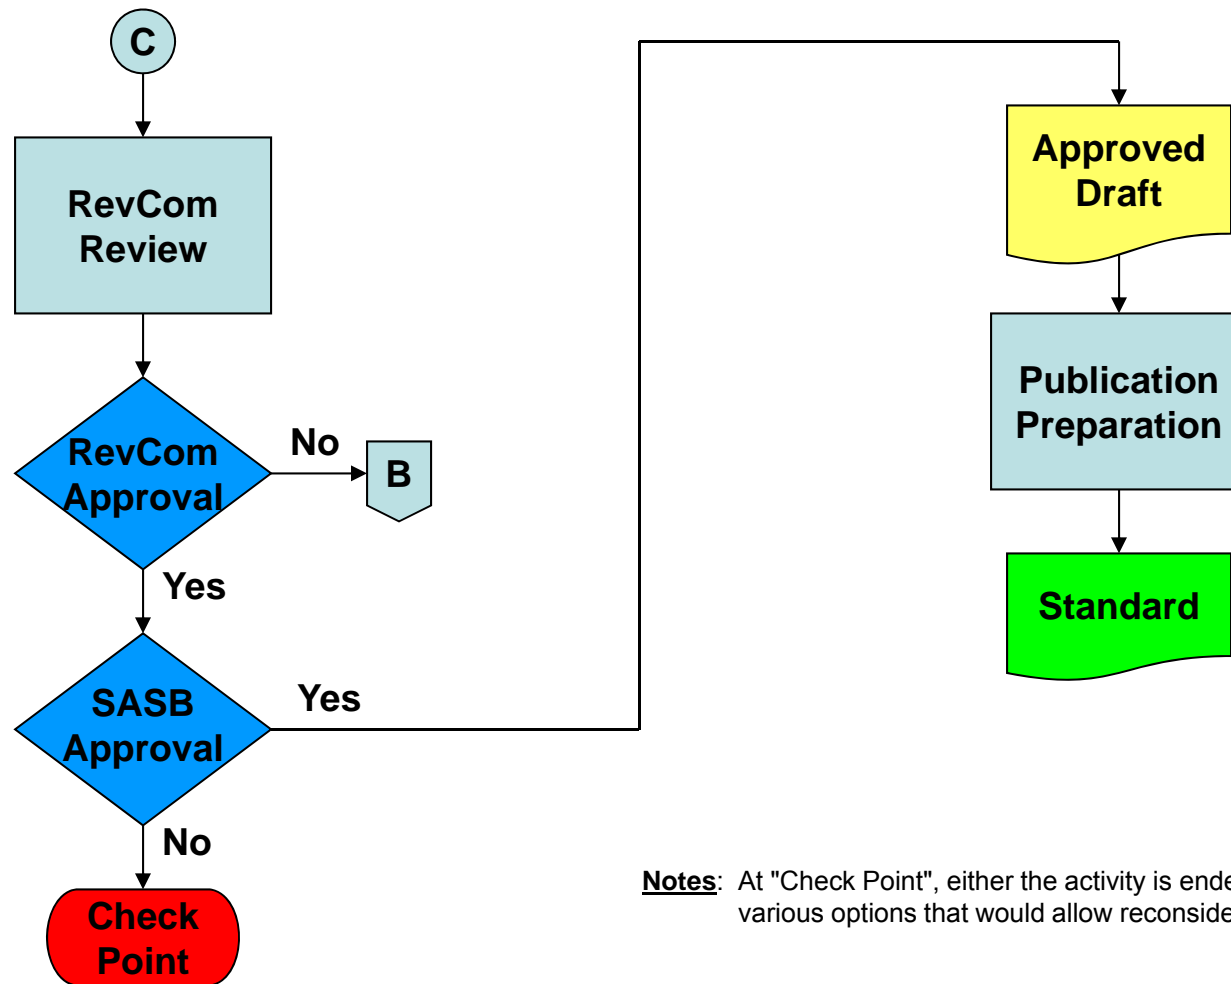 C
RevCom
Review
RevCom
Approval
No
B
Yes
SASB
Approval
Yes
No
Check
Point
Approved
Draft
Publication
Preparation
Standard
Notes: At "Check Point", either the activity is ende
various options that would allow reconside